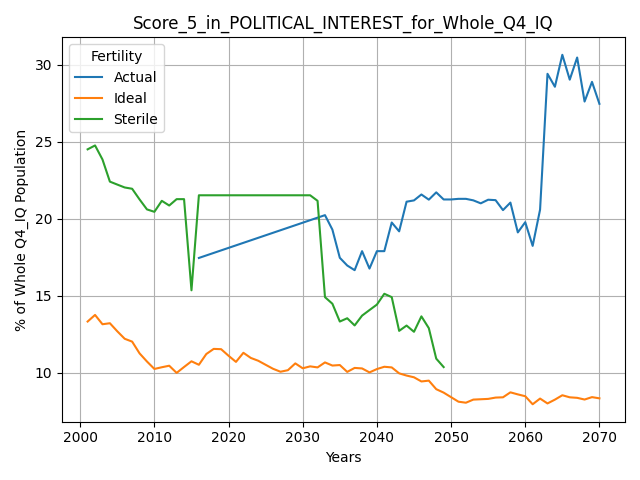 Score_5_in_POLITICAL_INTEREST_for_Whole_Q4_IQ
Fertility
Actual
Ideal
Sterile
% of Whole Q4_IQ Population
30
25
20
15
10
2000 2010 2020 2030 2040 2050 2060 2070
Years